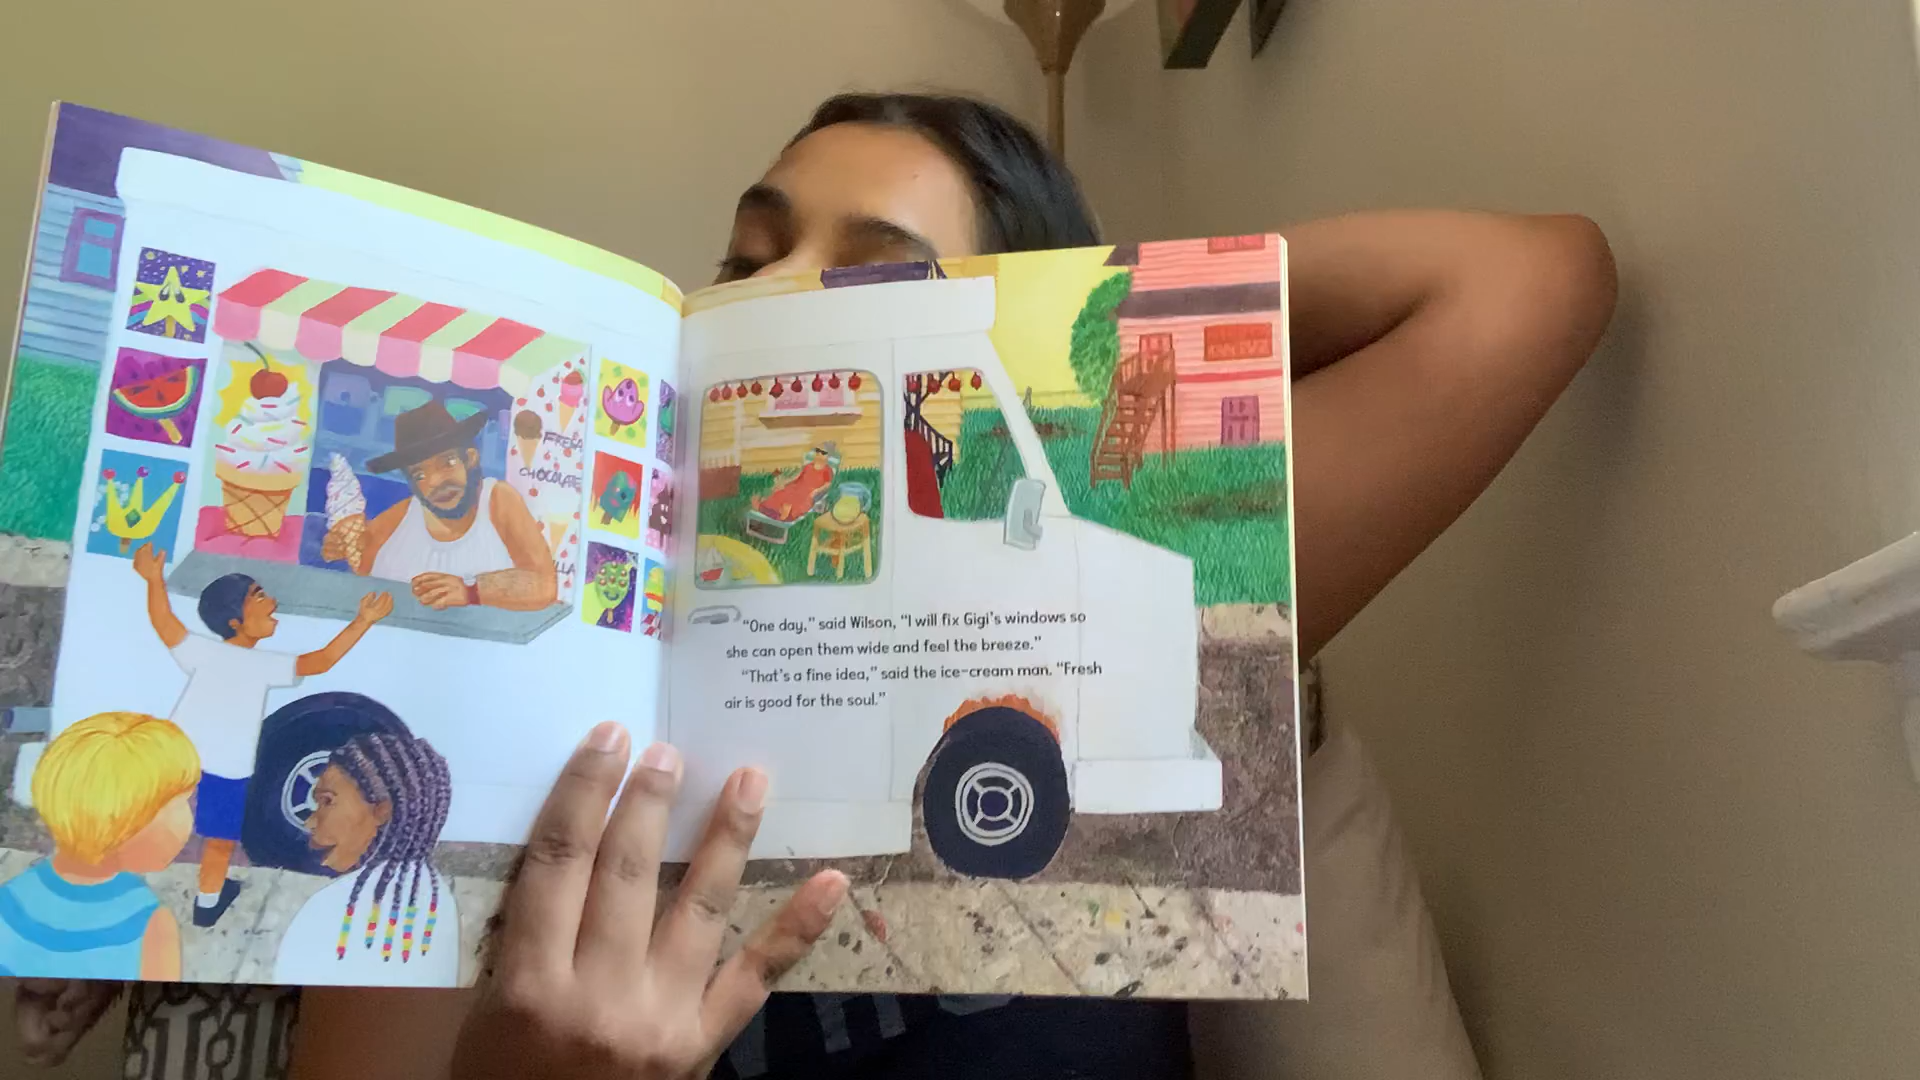 FRESA
CHOCOLATE
"One day," said Wilson, "I will fix Gigi's windows so
she can open them wide and feel the breeze."
"That's a fine idea," said the ice-cream man. "Fresh
air is good for the soul."